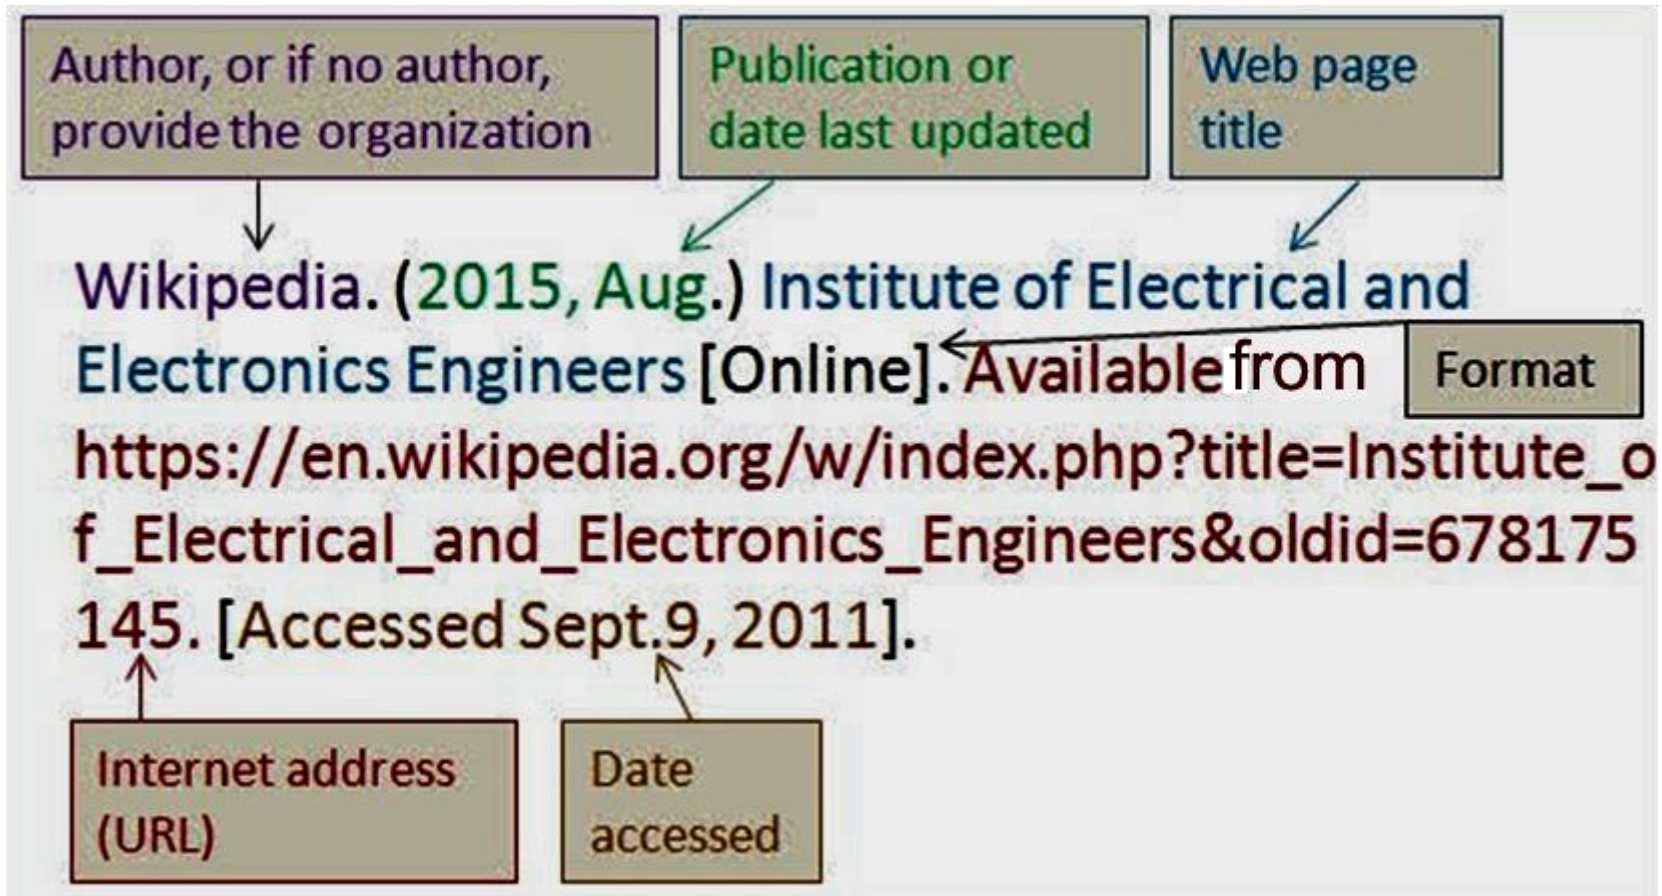 Author, or if no author,
provide the organization
Publication or
date last updated
Web page
title
Wikipedia. (2015, Aug.) Institute of Electrical and
Electronics Engineers [Online]. Available from
Format
https://en.wikipedia.org/w/index.php?title=Institute_o
f_Electrical_and_Electronics_Engineers&oldid=678175
145. [Accessed Sept.9, 2011].
Internet address
(URL)
Date
accessed